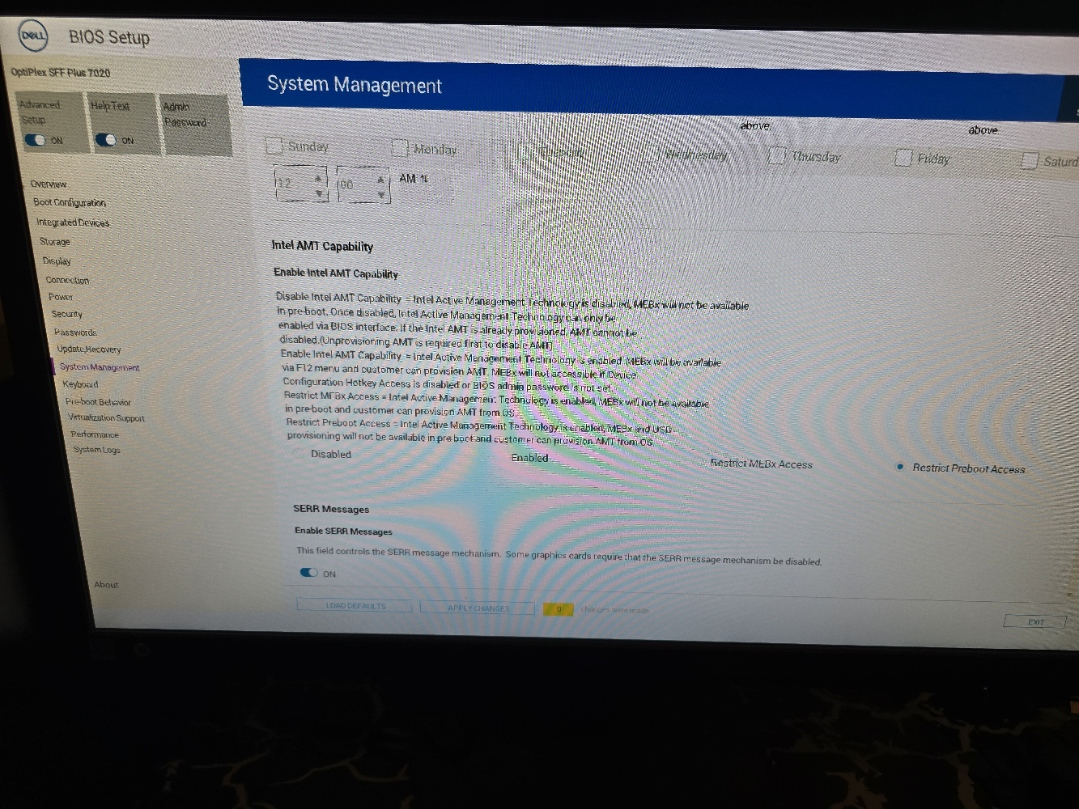 DELL
BIOS Setup
OptiPlex SFF Plus 7020
Advanced Setup
ON
Help Text
ON
Admin Password
Overview
Boot Configuration
Integrated Devices
Storage
Display
Connection
Power
Security
Passwords
Update,Recovery
System Management
Keyboard
Pre-boot Behavior
Virtualization Support
Performance
System Logs
About
System Management
above.
above.
Sunday
Monday
Wednesday
Thursday
Friday
12
00
AM
Intel AMT Capability
Enable Intel AMT Capability
Disable Intel AMT Capability = Intel Active Management Technology is disabled, MEBx will not be available
in pre-boot. Once disabled, Intel Active Management Technology can only be
enabled via BIOS interface. If the Intel AMT is already provisioned, AMT cannot be
disabled.(Unprovisioning AMT is required first to disable AMT)
Enable Intel AMT Capability = Intel Active Management Technology is enabled, MEBx will be available
via F12 menu and customer can provision AMT. MEBx will not accessible if Device
Configuration Hotkey Access is disabled or BIOS admin password is not set.
Restrict MEBx Access = Intel Active Management Technology is enabled, MEBx will not be available
in pre-boot and customer can provision AMT from OS.
Restrict Preboot Access = Intel Active Management Technology is enabled, MEBx and USB
provisioning will not be available in pre-boot and customer can provision AMT from OS.
Disabled
Enabled
Restrict MEBx Access
Restrict Preboot Access
SERR Messages
Enable SERR Messages
This field controls the SERR message mechanism. Some graphics cards require that the SERR message mechanism be disabled.
ON
LOAD DEFAULTS
APPLY CHANGES
changes were made
EXIT